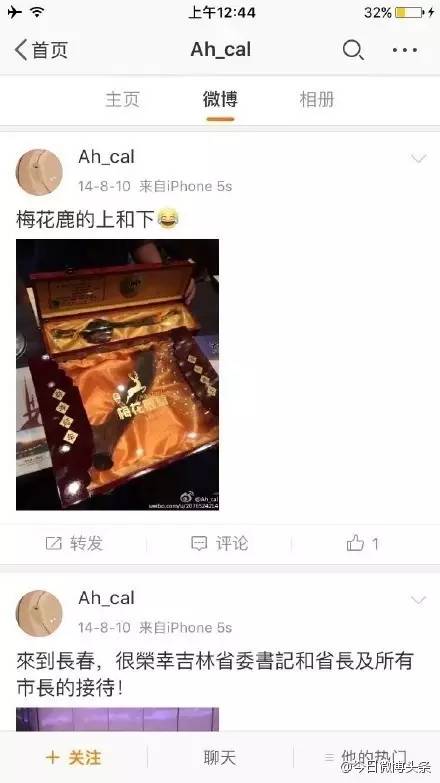 上午12:44
32%
首页
Ah_cal
主页
微博
相册
Ah_cal
14-8-10 来自iPhone 5s
梅花鹿的上和下😂
梅花鹿
@Ah_cal
转发
评论
1
Ah_cal
14-8-10 来自iPhone 5s
來到長春，很榮幸吉林省委書記和省長及所有
市長的接待！
+ 关注
聊天
他的热门
@今日微博头条